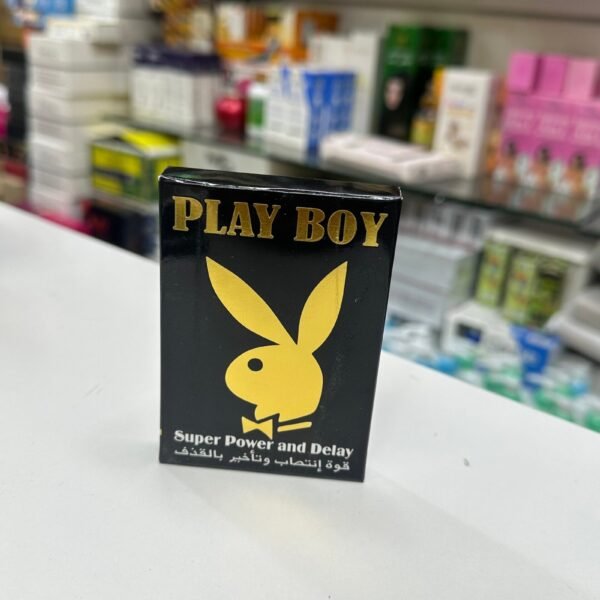 PLAY BOY
Super Power and Delay
قوة إنتصاب وتأخير بالقذف